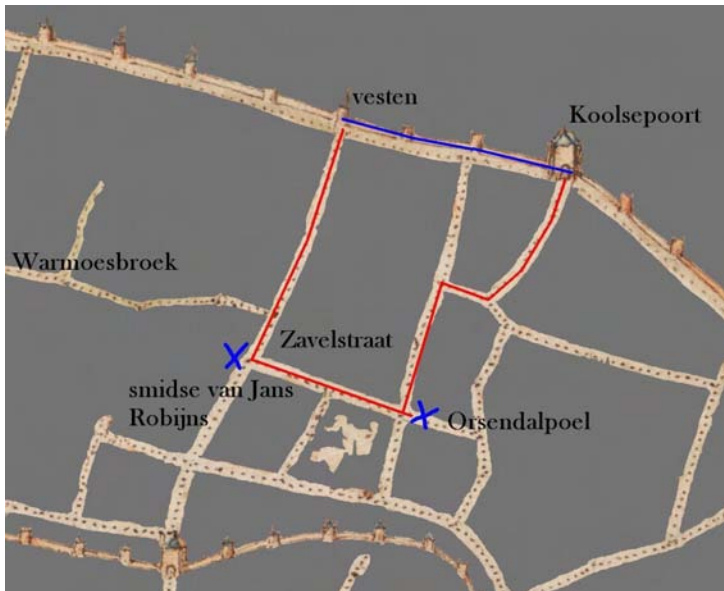 vesten
Koolsepoort
Warmoesbroek
Zavelstraat
smidse van Jans
Robijns
Orsendalpoel